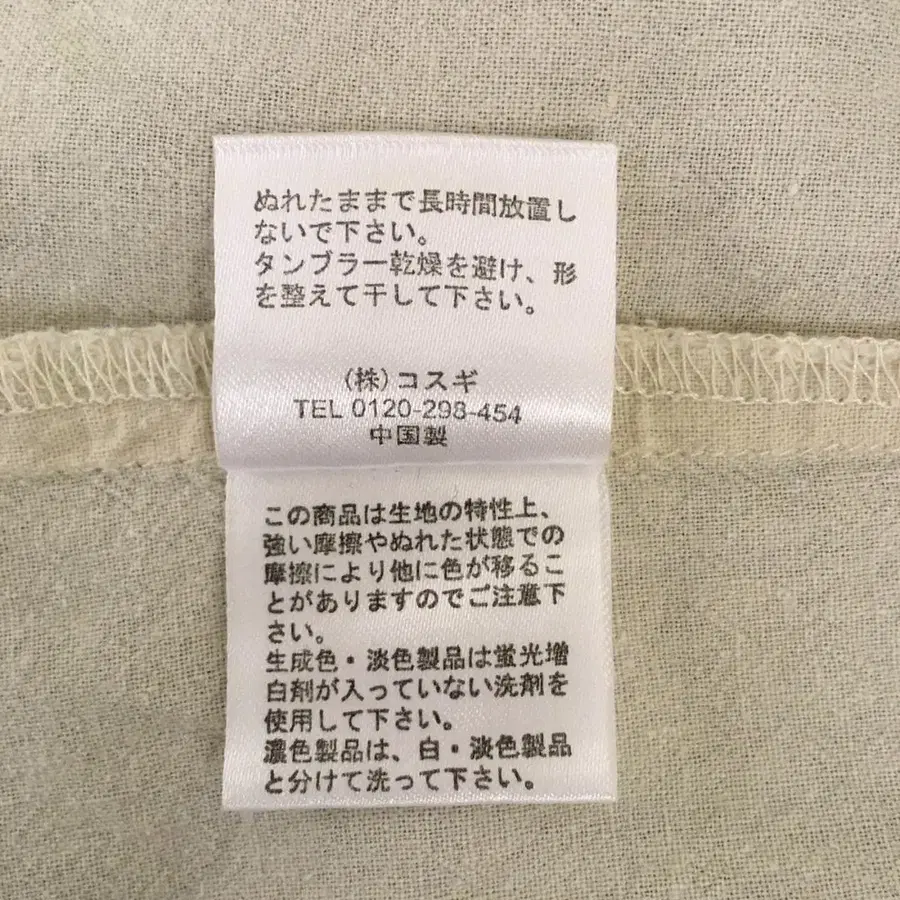 ぬれたままで長時間放置し
ないで下さい。
タンブラー乾燥を避け、形
を整えて干して下さい。
(株)コスギ
TEL 0120-298-454
中国製
この商品は生地の特性上、
強い摩擦やぬれた状態での
摩擦により他に色が移るこ
とがありますのでご注意下
さい。
生成色・淡色製品は蛍光増
白剤が入っていない洗剤を
使用して下さい。
濃色製品は、白・淡色製品
と分けて洗って下さい。